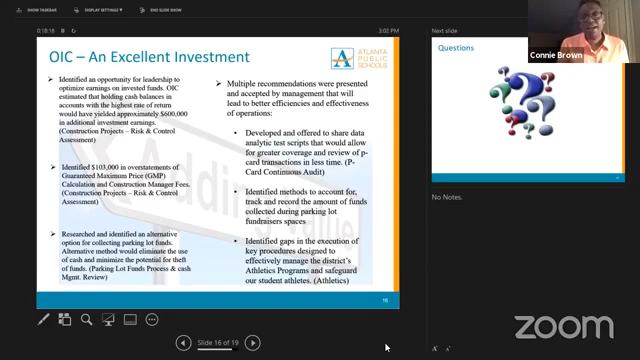 SHOW TASKBAR
DISPLAY SETTINGS
END SLIDE SHOW
0:18:18
3:02 PM
Next slide
OIC – An Excellent Investment
ATLANTA
PUBLIC
SCHOOLS
Identified an opportunity for leadership to
optimize earnings on invested funds. OIC
estimated that holding cash balances in
accounts with the highest rate of return
would have yielded approximately $600,000
in additional investment earnings.
(Construction Projects – Risk & Control
Assessment)
Identified $103,000 in overstatements of
Guaranteed Maximum Price (GMP)
Calculation and Construction Manager Fees.
(Construction Projects – Risk & Control
Assessment)
Researched and identified an alternative
option for collecting parking lot funds.
Alternative method would eliminate the use
of cash and minimize the potential for theft
of funds. (Parking Lot Funds Process & cash
Mgmt. Review)
Multiple recommendations were presented
and accepted by management that will
lead to better efficiencies and effectiveness
of operations:
Developed and offered to share data
analytic test scripts that would allow
for greater coverage and review of p-
card transactions in less time. (P-
Card Continuous Audit)
Identified methods to account for,
track and record the amount of funds
collected during parking lot
fundraisers spaces
Identified gaps in the execution of
key procedures designed to
effectively manage the district's
Athletics Programs and safeguard
our student athletes. (Athletics)
Adding Value
16
Slide 16 of 19
Questions
Connie Brown
No Notes.
A A
zoom